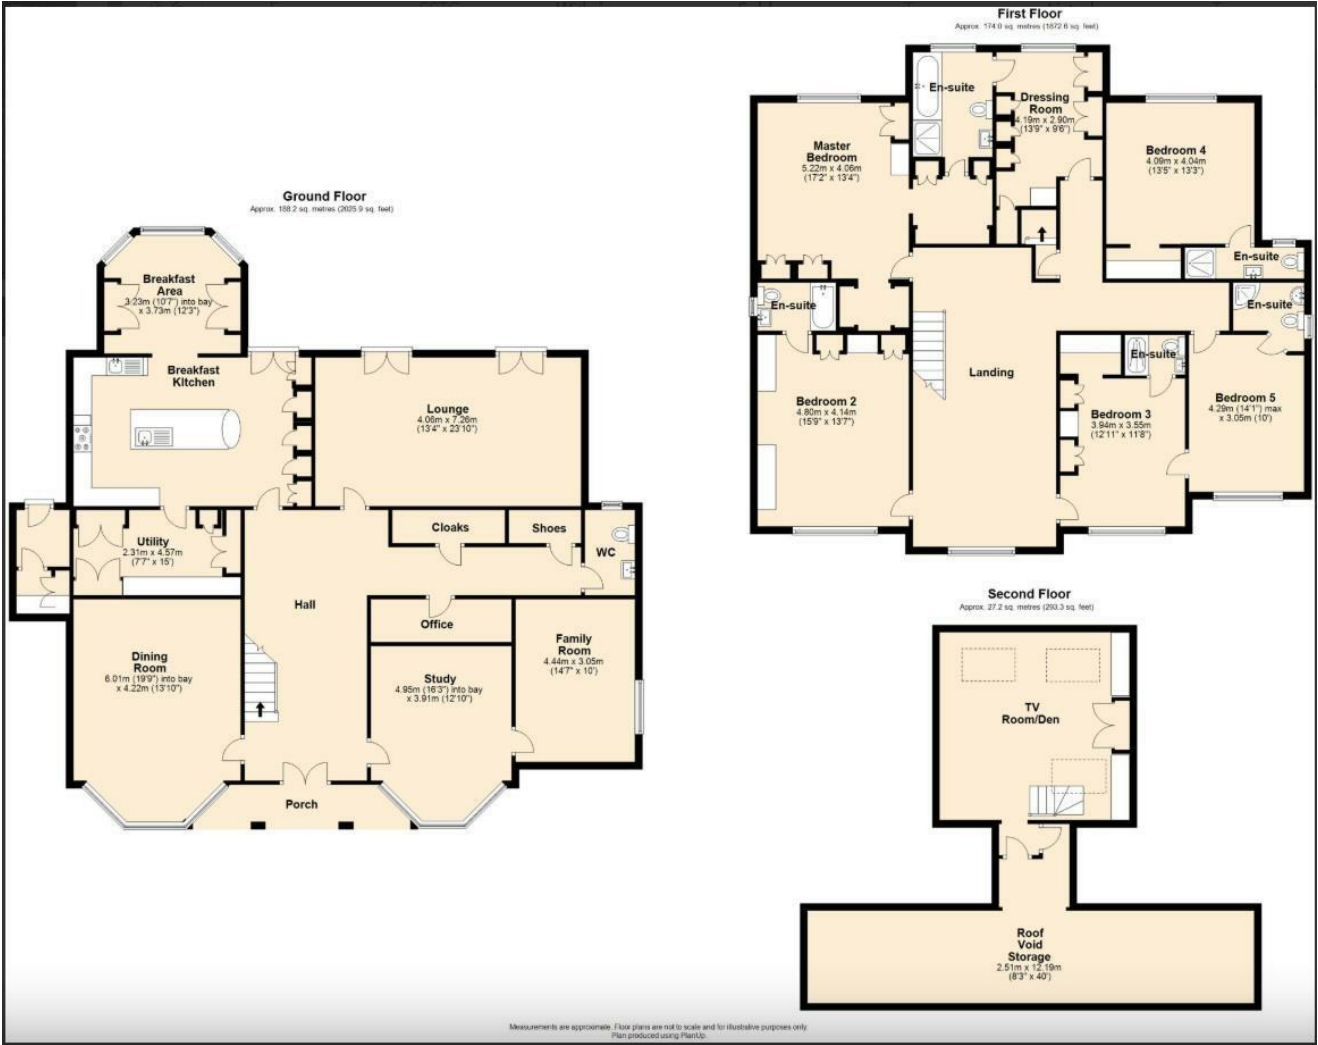 Ground Floor
Approx. 188.2 sq. metres (2025.9 sq. feet)
Breakfast
Area
3.23m (10'7") into bay
x 3.73m (12'3")
Breakfast
Kitchen
Lounge
4.06m x 7.26m
(13'4" x 23'10")
Utility
2.31m x 4.57m
(7'7" x 15')
Cloaks
Shoes
WC
Hall
Office
Dining
Room
6.01m (19'9") into bay
x 4.22m (13'10")
Study
4.95m (16'3") into bay
x 3.91m (12'10")
Family
Room
4.44m x 3.05m
(14'7" x 10')
Porch
First Floor
Approx. 174.0 sq. metres (1872.6 sq. feet)
En-suite
Dressing
Room
4.19m x 2.90m
(13'9" x 9'6")
Master
Bedroom
5.22m x 4.06m
(17'2" x 13'4")
Bedroom 4
4.09m x 4.04m
(13'5" x 13'3")
En-suite
En-suite
En-suite
En-suite
Landing
Bedroom 2
4.80m x 4.14m
(15'9" x 13'7")
Bedroom 3
3.94m x 3.55m
(12'11" x 11'8")
Bedroom 5
4.29m (14'1") max
x 3.05m (10')
Second Floor
Approx. 27.2 sq. metres (293.3 sq. feet)
TV
Room/Den
Roof
Void
Storage
2.51m x 12.19m
(8'3" x 40')
Measurements are approximate. Floor plans are not to scale and for illustrative purposes only.
Plan produced using PlanUp.